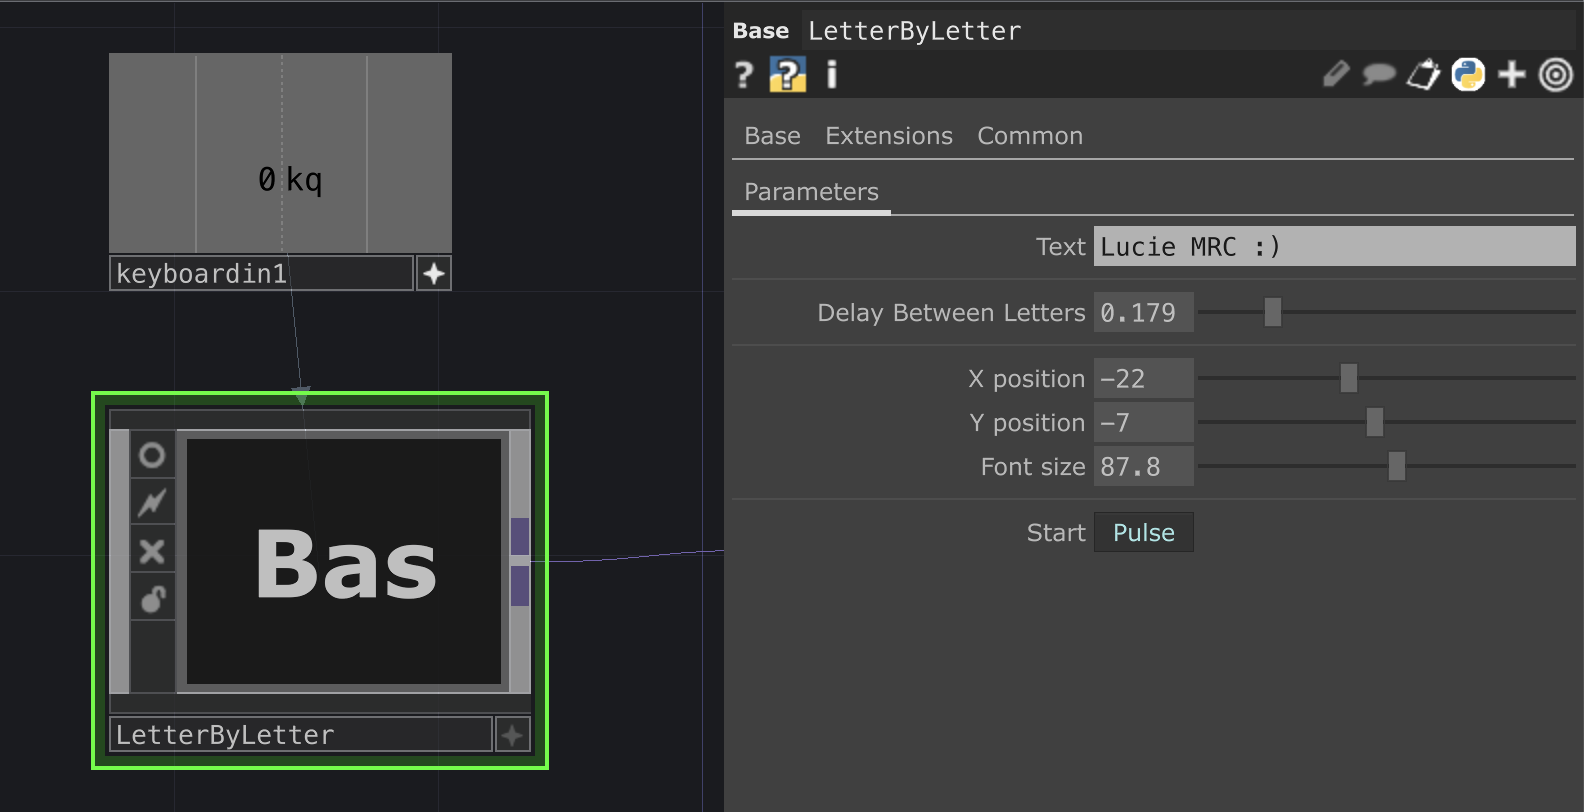 0 kq
keyboardin1
Bas
LetterByLetter
Base LetterByLetter
? ? i
Base Extensions Common
Parameters
Text Lucie MRC :)
Delay Between Letters 0.179
X position -22
Y position -7
Font size 87.8
Start Pulse